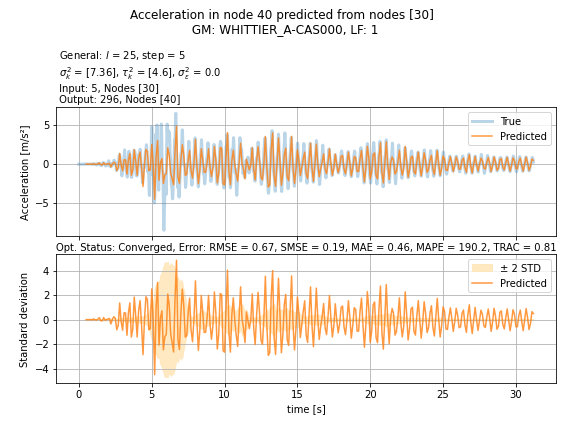 Acceleration in node 40 predicted from nodes [30]
GM: WHITTIER_A-CAS000, LF: 1
General: l = 25, step = 5
σ²ₖ = [7.36], τ²ₖ = [4.6], σ²ε = 0.0
Input: 5, Nodes [30]
Output: 296, Nodes [40]
Acceleration [m/s²]
5
0
−5
True
Predicted
Opt. Status: Converged, Error: RMSE = 0.67, SMSE = 0.19, MAE = 0.46, MAPE = 190.2, TRAC = 0.81
Standard deviation
4
2
0
−2
−4
± 2 STD
Predicted
0 5 10 15 20 25 30
time [s]